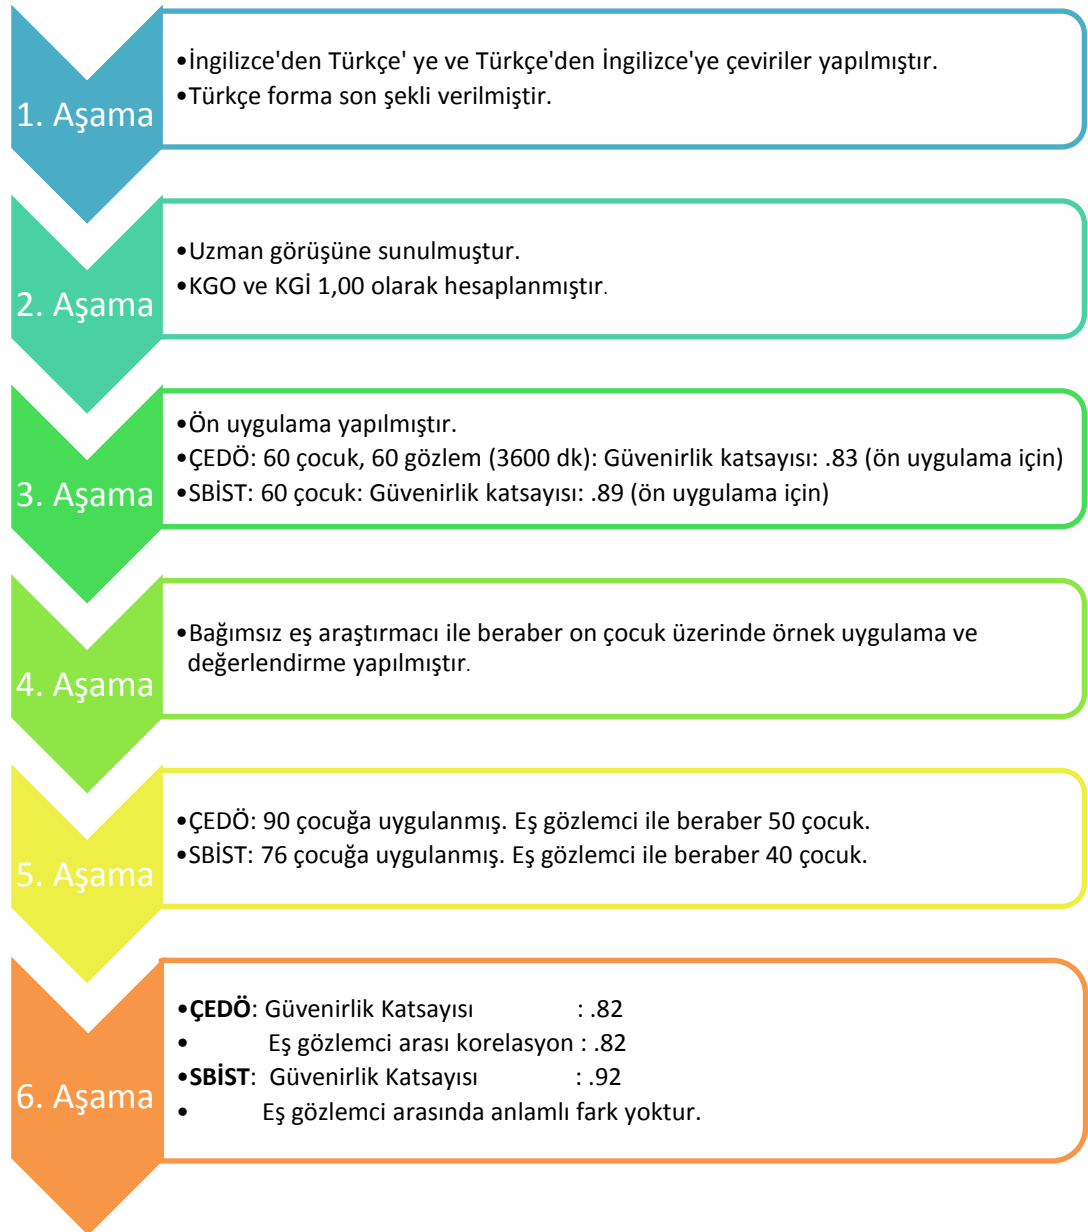 1. Aşama
•İngilizce'den Türkçe' ye ve Türkçe'den İngilizce'ye çeviriler yapılmıştır.
•Türkçe forma son şekli verilmiştir.
2. Aşama
•Uzman görüşüne sunulmuştur.
•KGO ve KGİ 1,00 olarak hesaplanmıştır.
3. Aşama
•Ön uygulama yapılmıştır.
•ÇEDÖ: 60 çocuk, 60 gözlem (3600 dk): Güvenirlik katsayısı: .83 (ön uygulama için)
•SBİST: 60 çocuk: Güvenirlik katsayısı: .89 (ön uygulama için)
4. Aşama
•Bağımsız eş araştırmacı ile beraber on çocuk üzerinde örnek uygulama ve
değerlendirme yapılmıştır.
5. Aşama
•ÇEDÖ: 90 çocuğa uygulanmış. Eş gözlemci ile beraber 50 çocuk.
•SBİST: 76 çocuğa uygulanmış. Eş gözlemci ile beraber 40 çocuk.
6. Aşama
•ÇEDÖ: Güvenirlik Katsayısı : .82
• Eş gözlemci arası korelasyon : .82
•SBİST: Güvenirlik Katsayısı : .92
• Eş gözlemci arasında anlamlı fark yoktur.